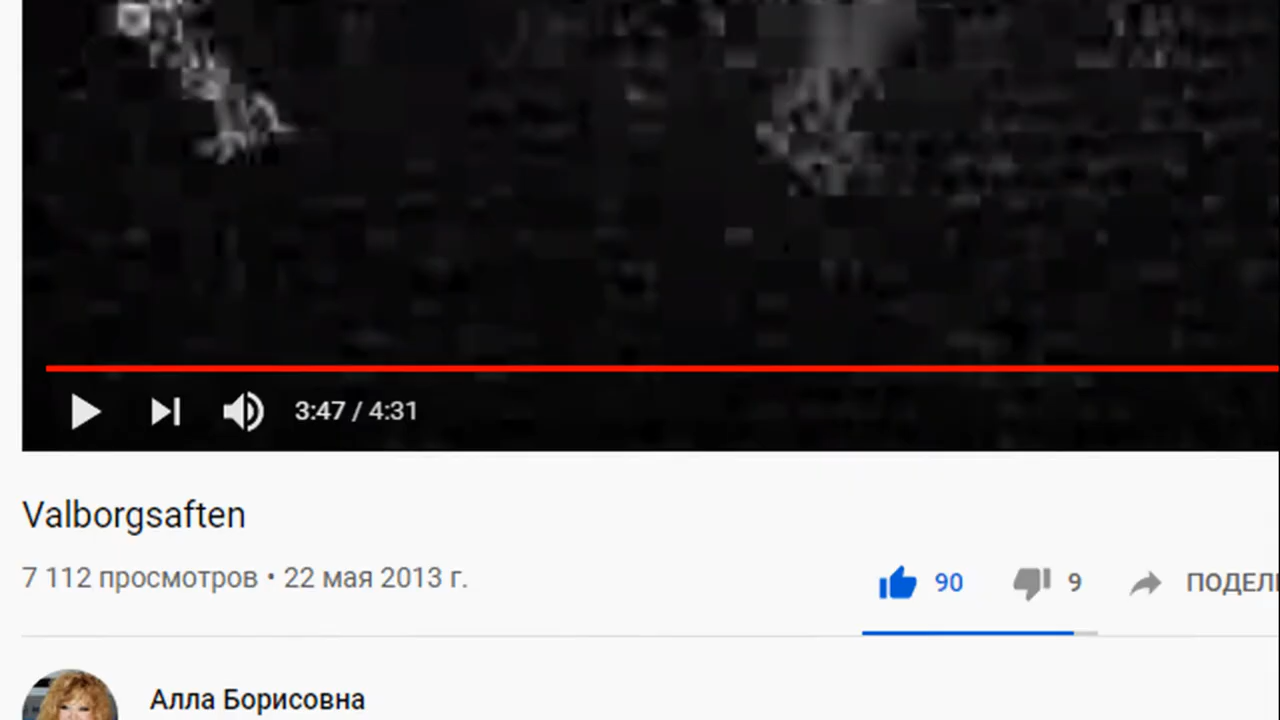 3:47 / 4:31
Valborgsaften
7 112 просмотров • 22 мая 2013 г.
90 9 ПОДЕЛ
Алла Борисовна